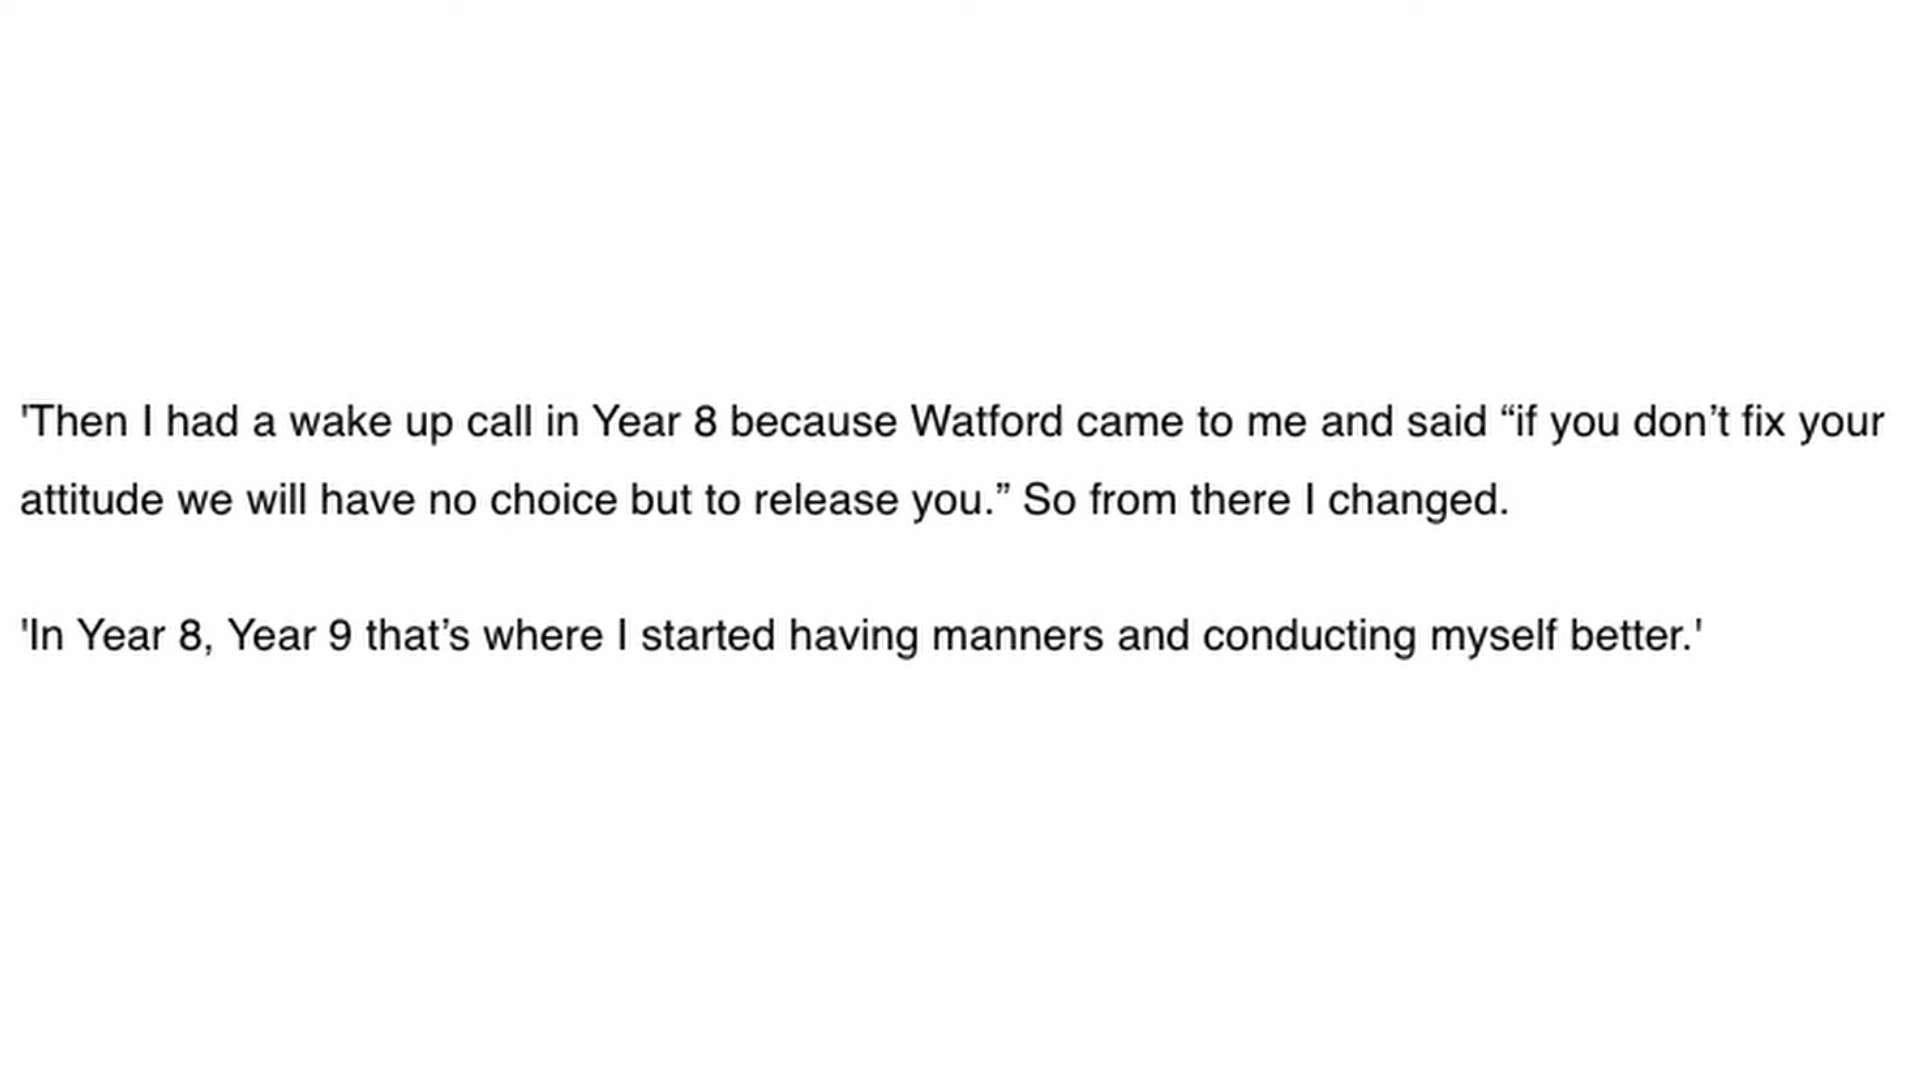 'Then I had a wake up call in Year 8 because Watford came to me and said “if you don’t fix your
attitude we will have no choice but to release you.” So from there I changed.
'In Year 8, Year 9 that’s where I started having manners and conducting myself better.'